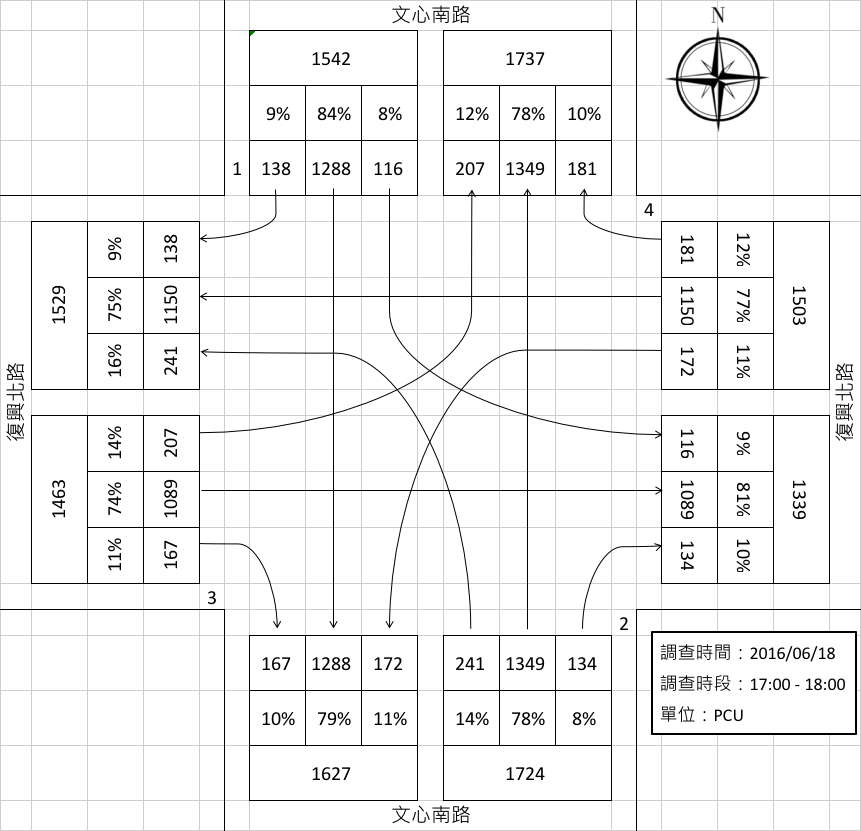 文心南路
N
1542
1737
9% 84% 8%
12% 78% 10%
1
138 1288 116
207 1349 181
4
1529
9% 138
75% 1150
16% 241
181 12%
1150 77%
172 11%
1503
復興北路
復興北路
1463
14% 207
74% 1089
11% 167
116 9%
1089 81%
134 10%
1339
3
2
167 1288 172
241 1349 134
10% 79% 11%
14% 78% 8%
1627
1724
文心南路
調查時間：2016/06/18
調查時段：17:00 - 18:00
單位：PCU